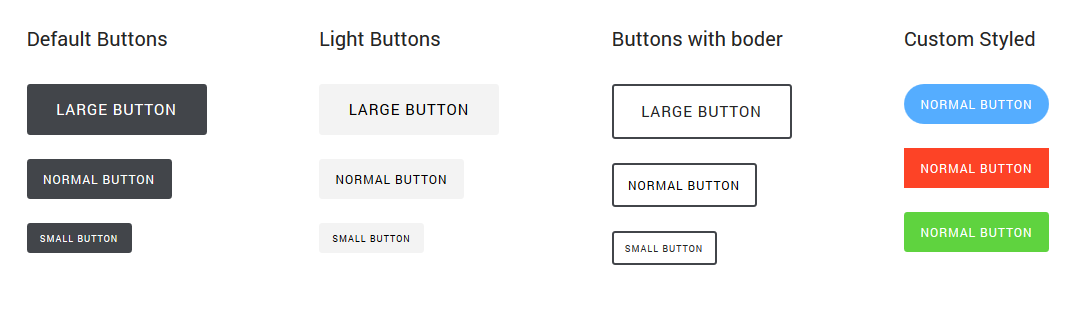 Default Buttons
LARGE BUTTON
NORMAL BUTTON
SMALL BUTTON
Light Buttons
LARGE BUTTON
NORMAL BUTTON
SMALL BUTTON
Buttons with boder
LARGE BUTTON
NORMAL BUTTON
SMALL BUTTON
Custom Styled
NORMAL BUTTON
NORMAL BUTTON
NORMAL BUTTON